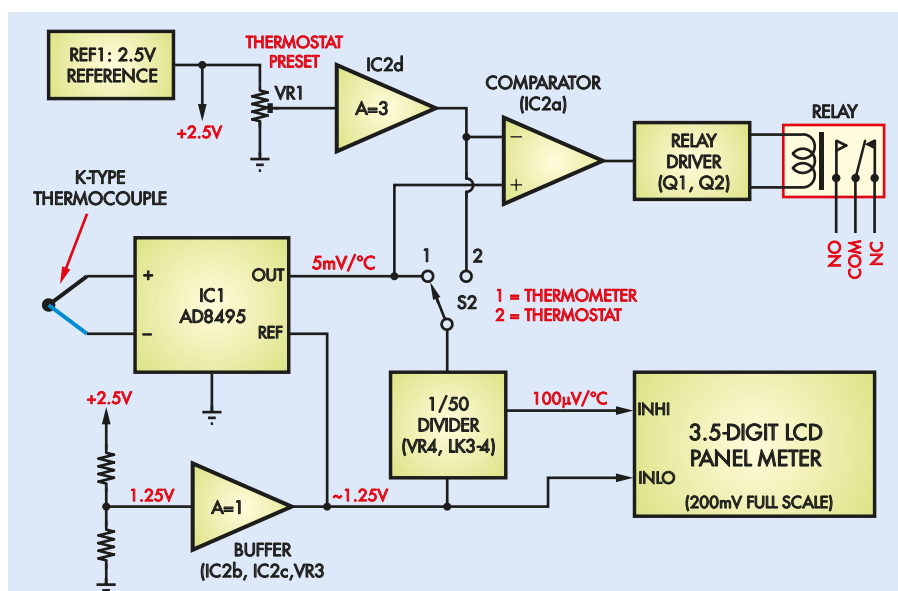 REF1: 2.5V
REFERENCE
THERMOSTAT
PRESET
VR1
+2.5V
IC2d
A=3
COMPARATOR
(IC2a)
−
+
RELAY
DRIVER
(Q1, Q2)
RELAY
NO
COM
NC
K-TYPE
THERMOCOUPLE
+
−
IC1
AD8495
OUT
REF
5mV/°C
1
2
S2
1 = THERMOMETER
2 = THERMOSTAT
1/50
DIVIDER
(VR4, LK3-4)
100µV/°C
INHI
INLO
3.5-DIGIT LCD
PANEL METER
(200mV FULL SCALE)
+2.5V
1.25V
A=1
~1.25V
BUFFER
(IC2b, IC2c,VR3